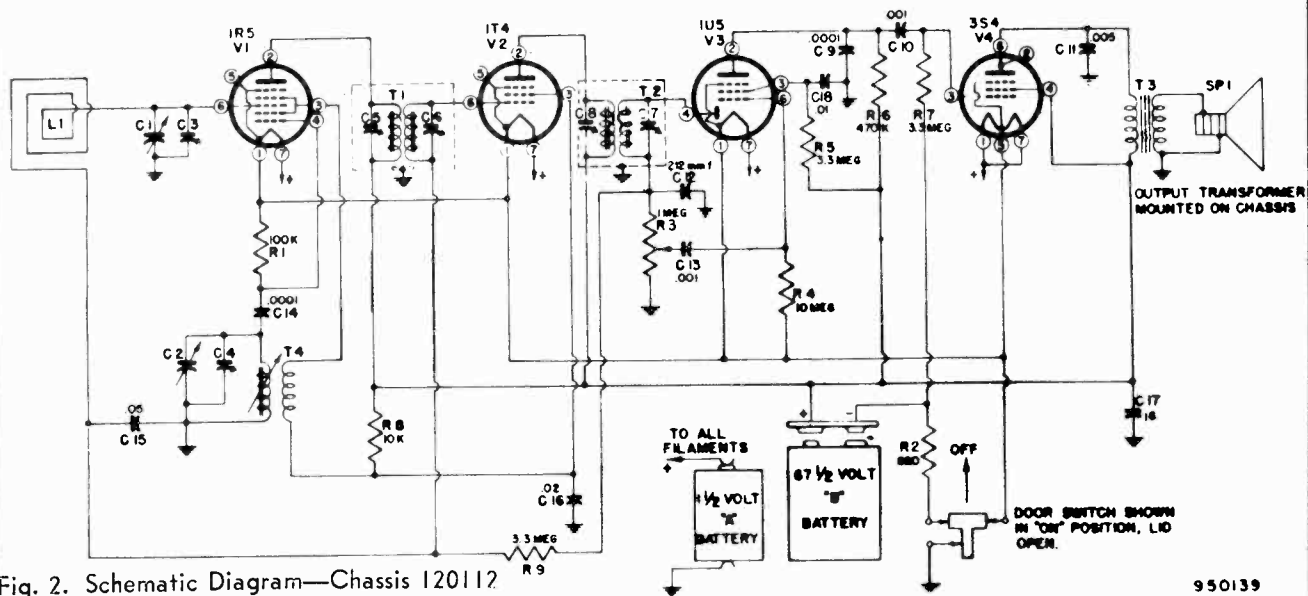 1R5
V1
1T4
V2
1U5
V3
3S4
V4
.001
C10
.0001
C9
C11
.005
L1
C1
C3
T1
C5
C6
T2
C8
C7
C18
.01
R5
3.3 MEG
R6
470K
R7
3.3 MEG
T3
SP1
OUTPUT TRANSFORMER
MOUNTED ON CHASSIS
100K
R1
.0001
C14
C2
C4
T4
.05
C15
R8
10K
C12
1 MEG
R3
C13
.001
R4
10 MEG
.02
C16
3.3 MEG
R9
TO ALL
FILAMENTS
+
1 1/2 VOLT
"A"
BATTERY
+ -
67 1/2 VOLT
"B"
BATTERY
R2
OFF
DOOR SWITCH SHOWN
IN "ON" POSITION, LID
OPEN.
C17
16
Fig. 2. Schematic Diagram—Chassis 120112
950139